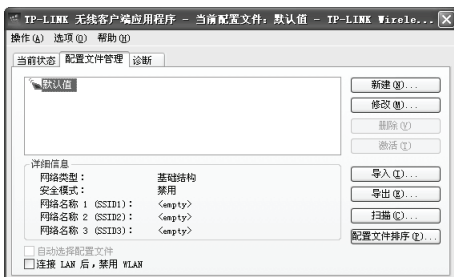 TP-LINK 无线客户端应用程序 - 当前配置文件: 默认值 - TP-LINK Wirele...
操作(A) 选项(O) 帮助(H)
当前状态 配置文件管理 诊断
默认值
新建(N)...
修改(M)...
删除(V)
激活(T)
导入(I)...
导出(E)...
扫描(C)...
配置文件排序(P)...
详细信息
网络类型: 基础结构
安全模式: 禁用
网络名称 1 (SSID1): <empty>
网络名称 2 (SSID2): <empty>
网络名称 3 (SSID3): <empty>
自动选择配置文件
连接 LAN 后,禁用 WLAN